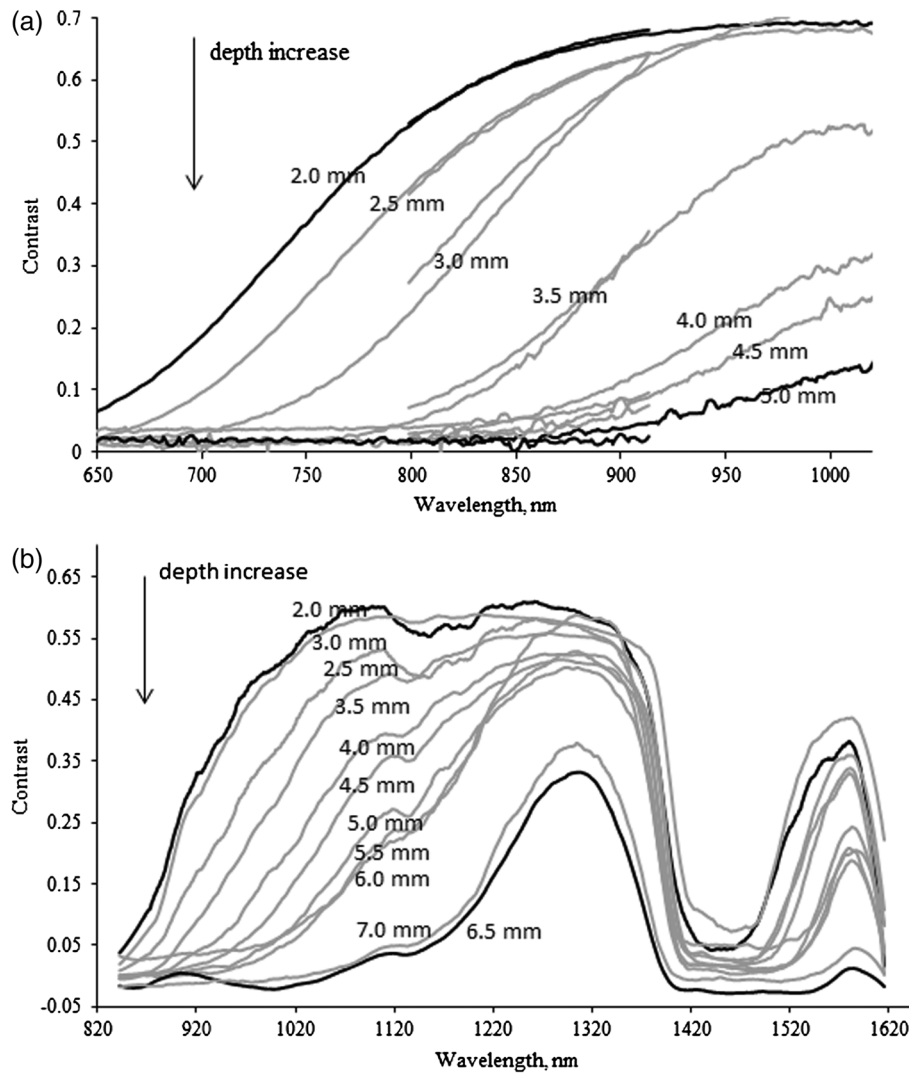 (a)
0.7
depth increase
0.6
0.5
2.0 mm
0.4
2.5 mm
Contrast
0.3
3.0 mm
3.5 mm
4.0 mm
0.2
4.5 mm
0.1
5.0 mm
0
650 700 750 800 850 900 950 1000
Wavelength, nm
(b)
0.65
depth increase
2.0 mm
0.55
3.0 mm
2.5 mm
0.45
3.5 mm
4.0 mm
0.35
4.5 mm
Contrast
0.25
5.0 mm
5.5 mm
0.15
6.0 mm
7.0 mm 6.5 mm
0.05
-0.05
820 920 1020 1120 1220 1320 1420 1520 1620
Wavelength, nm